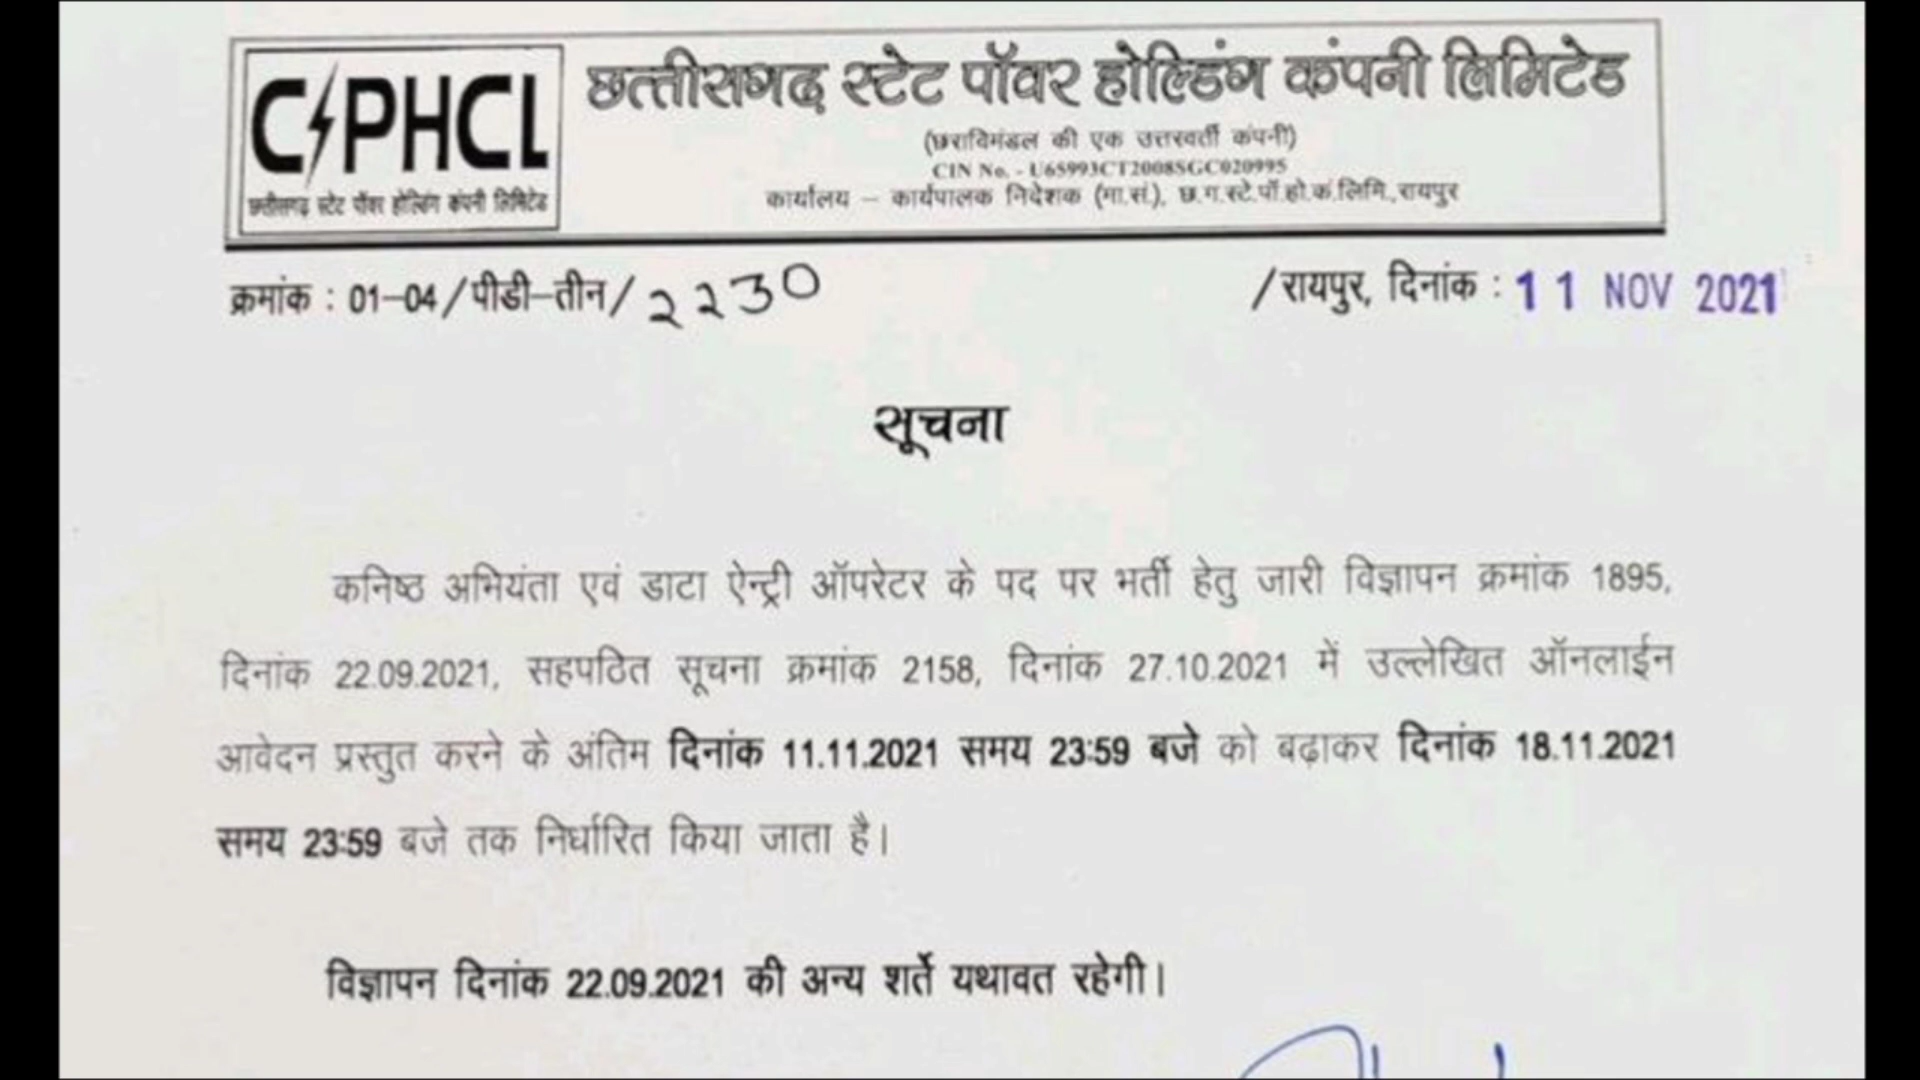 CSPHCL
छत्तीसगढ़ स्टेट पॉवर होल्डिंग कंपनी लिमिटेड
छत्तीसगढ़ स्टेट पॉवर होल्डिंग कंपनी लिमिटेड
(छराविमंडल की एक उत्तरवर्ती कंपनी)
CIN No. - U65993CT2008SGC020995
कार्यालय – कार्यपालक निदेशक (मा.सं.), छ.ग.स्टे.पॉ.हो.कं.लिमि.,रायपुर
क्रमांक : 01–04/पीडी–तीन/२२30
/रायपुर, दिनांक : 11 NOV 2021
सूचना
कनिष्ठ अभियंता एवं डाटा ऐन्ट्री ऑपरेटर के पद पर भर्ती हेतु जारी विज्ञापन क्रमांक 1895,
दिनांक 22.09.2021, सहपठित सूचना क्रमांक 2158, दिनांक 27.10.2021 में उल्लेखित ऑनलाईन
आवेदन प्रस्तुत करने के अंतिम दिनांक 11.11.2021 समय 23:59 बजे को बढ़ाकर दिनांक 18.11.2021
समय 23:59 बजे तक निर्धारित किया जाता है।
विज्ञापन दिनांक 22.09.2021 की अन्य शर्ते यथावत रहेगी।